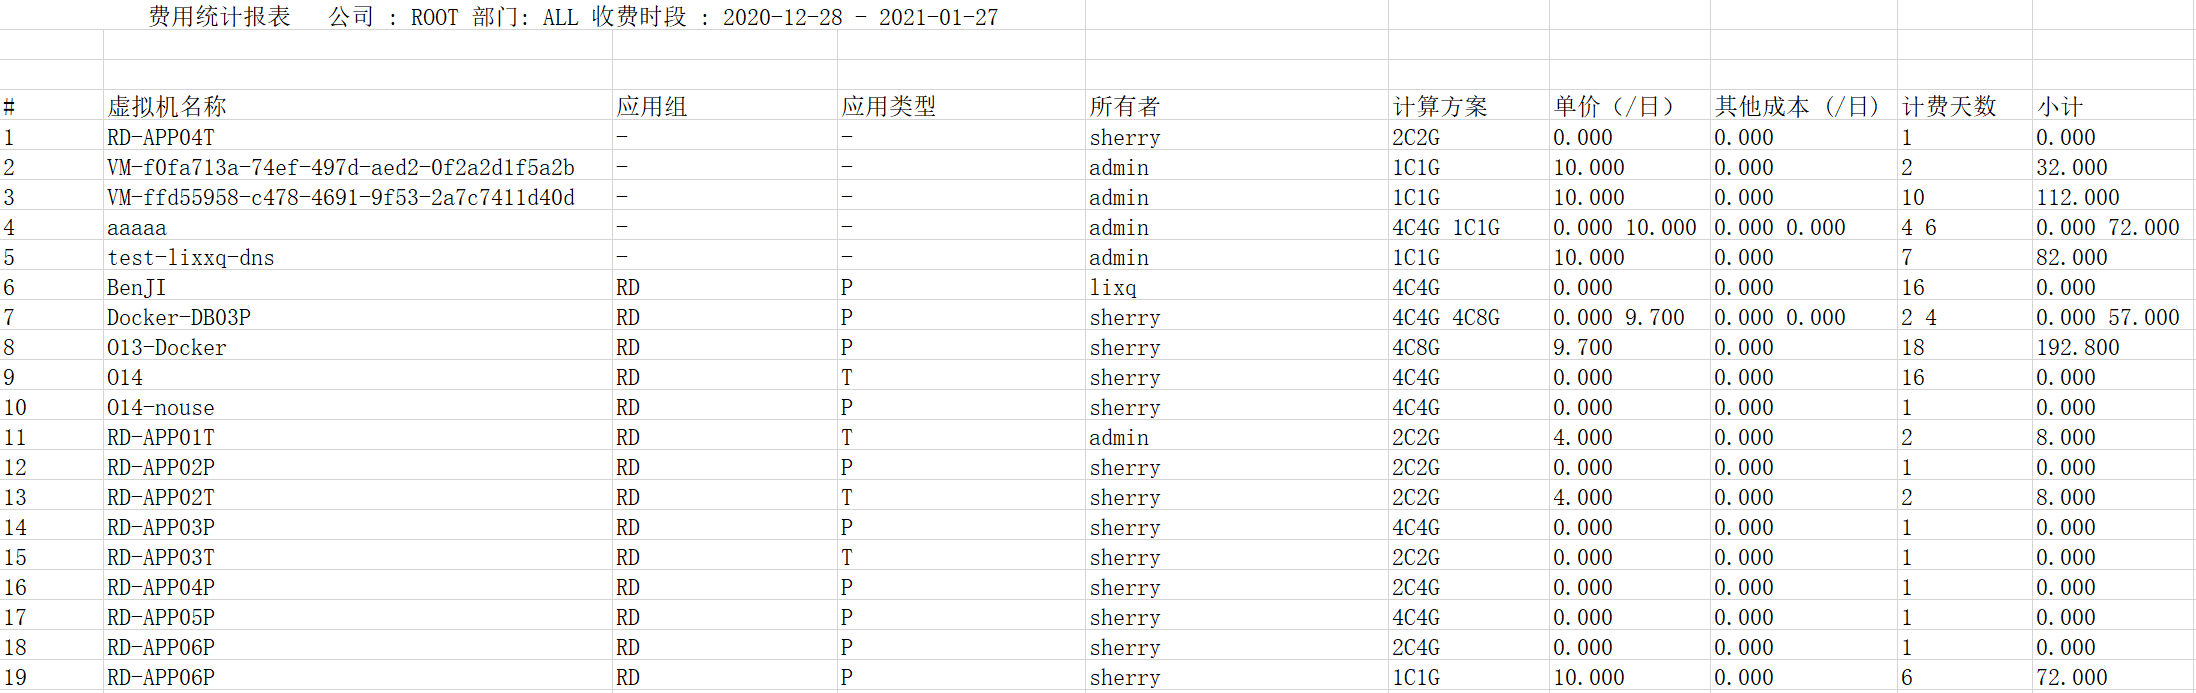 费用统计报表 公司 : ROOT 部门: ALL 收费时段 : 2020-12-28 - 2021-01-27
# 虚拟机名称 应用组 应用类型 所有者 计算方案 单价（/日） 其他成本 (/日) 计费天数 小计
1 RD-APP04T - - sherry 2C2G 0.000 0.000 1 0.000
2 VM-f0fa713a-74ef-497d-aed2-0f2a2d1f5a2b - - admin 1C1G 10.000 0.000 2 32.000
3 VM-ffd55958-c478-4691-9f53-2a7c7411d40d - - admin 1C1G 10.000 0.000 10 112.000
4 aaaaa - - admin 4C4G 1C1G 0.000 10.000 0.000 0.000 4 6 0.000 72.000
5 test-lixxq-dns - - admin 1C1G 10.000 0.000 7 82.000
6 BenJI RD P lixq 4C4G 0.000 0.000 16 0.000
7 Docker-DB03P RD P sherry 4C4G 4C8G 0.000 9.700 0.000 0.000 2 4 0.000 57.000
8 O13-Docker RD P sherry 4C8G 9.700 0.000 18 192.800
9 O14 RD T sherry 4C4G 0.000 0.000 16 0.000
10 O14-nouse RD P sherry 4C4G 0.000 0.000 1 0.000
11 RD-APP01T RD T admin 2C2G 4.000 0.000 2 8.000
12 RD-APP02P RD P sherry 2C2G 0.000 0.000 1 0.000
13 RD-APP02T RD T sherry 2C2G 4.000 0.000 2 8.000
14 RD-APP03P RD P sherry 4C4G 0.000 0.000 1 0.000
15 RD-APP03T RD T sherry 2C2G 0.000 0.000 1 0.000
16 RD-APP04P RD P sherry 2C4G 0.000 0.000 1 0.000
17 RD-APP05P RD P sherry 4C4G 0.000 0.000 1 0.000
18 RD-APP06P RD P sherry 2C4G 0.000 0.000 1 0.000
19 RD-APP06P RD P sherry 1C1G 10.000 0.000 6 72.000